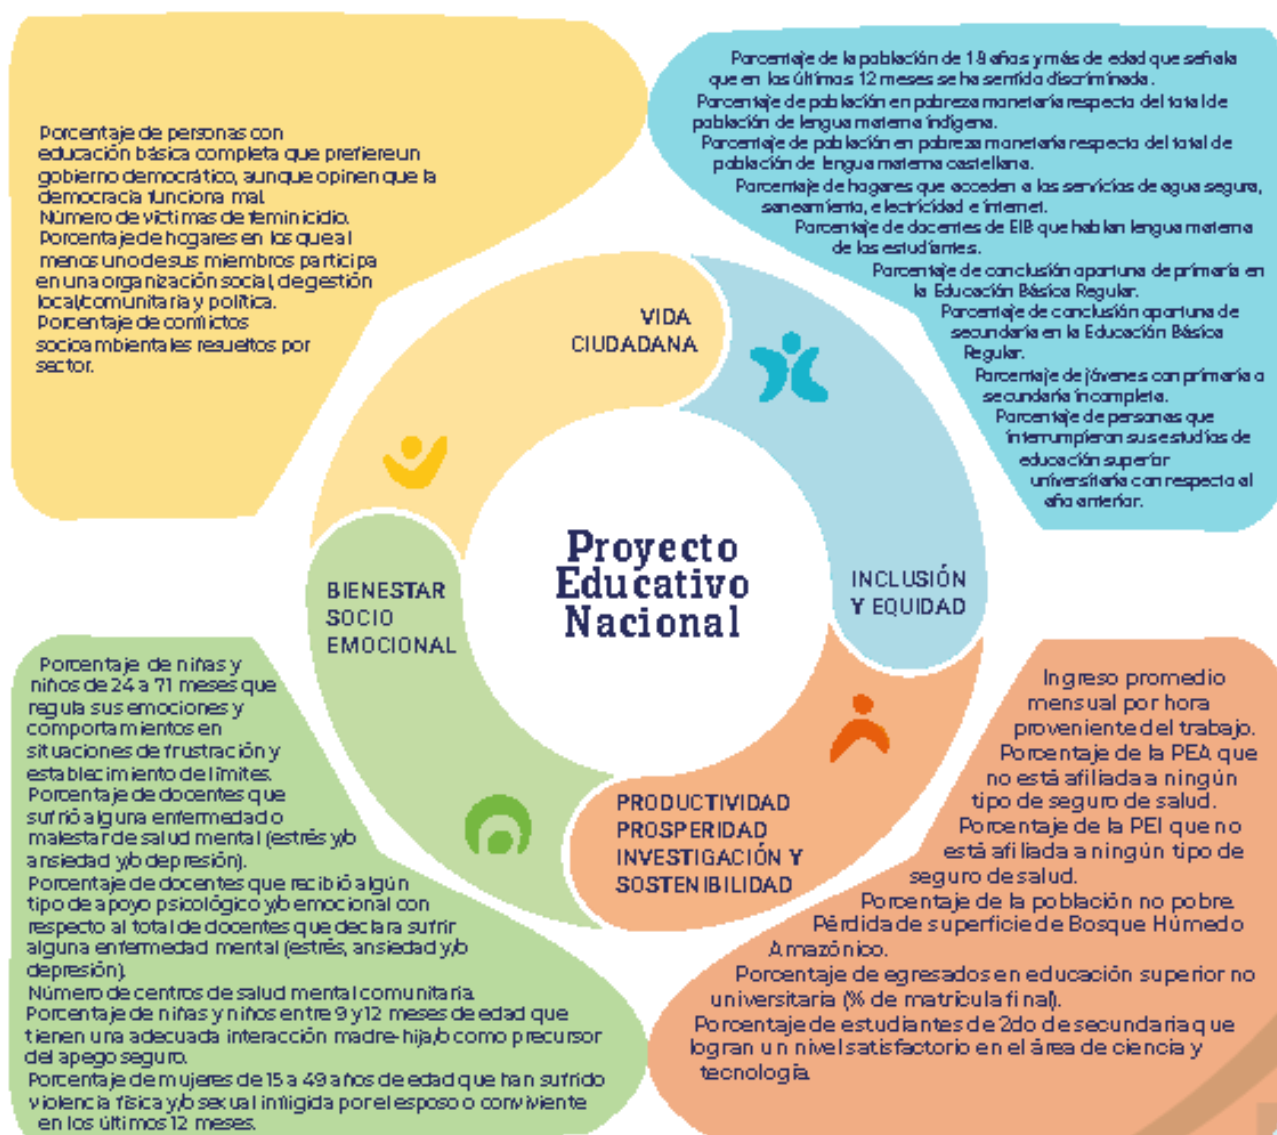 Porcentaje de personas con
educación básica completa que prefiere un
gobierno democrático, aunque opinen que la
democracia funciona mal.
Número de víctimas de feminicidio.
Porcentaje de hogares en los que al
menos uno de sus miembros participa
en una organización social, de gestión
local/comunitaria y política.
Porcentaje de conflictos
socioambientales resueltos por
sector.
Porcentaje de la población de 18 años y más de edad que señala
que en los últimos 12 meses se ha sentido discriminada.
Porcentaje de población en pobreza monetaria respecto del total de
población de lengua materna indígena.
Porcentaje de población en pobreza monetaria respecto del total de
población de lengua materna castellana.
Porcentaje de hogares que acceden a los servicios de agua segura,
saneamiento, electricidad e internet.
Porcentaje de docentes de EIB que hablan lengua materna
de los estudiantes.
Porcentaje de conclusión oportuna de primaria en
la Educación Básica Regular.
Porcentaje de conclusión oportuna de
secundaria en la Educación Básica
Regular.
Porcentaje de jóvenes con primaria o
secundaria incompleta.
Porcentaje de personas que
interrumpieron sus estudios de
educación superior
universitaria con respecto al
año anterior.
VIDA
CIUDADANA
INCLUSIÓN
Y EQUIDAD
Proyecto
Educativo
Nacional
BIENESTAR
SOCIO
EMOCIONAL
PRODUCTIVIDAD
PROSPERIDAD
INVESTIGACIÓN Y
SOSTENIBILIDAD
Porcentaje de niñas y
niños de 24 a 71 meses que
regula sus emociones y
comportamientos en
situaciones de frustración y
establecimiento de límites.
Porcentaje de docentes que
sufrió alguna enfermedad o
malestar de salud mental (estrés y/o
ansiedad y/o depresión).
Porcentaje de docentes que recibió algún
tipo de apoyo psicológico y/o emocional con
respecto al total de docentes que declara sufrir
alguna enfermedad mental (estrés, ansiedad y/o
depresión).
Número de centros de salud mental comunitaria.
Porcentaje de niñas y niños entre 9 y 12 meses de edad que
tienen una adecuada interacción madre-hija/o como precursor
del apego seguro.
Porcentaje de mujeres de 15 a 49 años de edad que han sufrido
violencia física y/o sexual infligida por el esposo o conviviente
en los últimos 12 meses.
Ingreso promedio
mensual por hora
proveniente del trabajo.
Porcentaje de la PEA que
no está afiliada a ningún
tipo de seguro de salud.
Porcentaje de la PEI que no
está afiliada a ningún tipo de
seguro de salud.
Porcentaje de la población no pobre.
Pérdida de superficie de Bosque Húmedo
Amazónico.
Porcentaje de egresados en educación superior no
universitaria (% de matrícula final).
Porcentaje de estudiantes de 2do de secundaria que
logran un nivel satisfactorio en el área de ciencia y
tecnología.